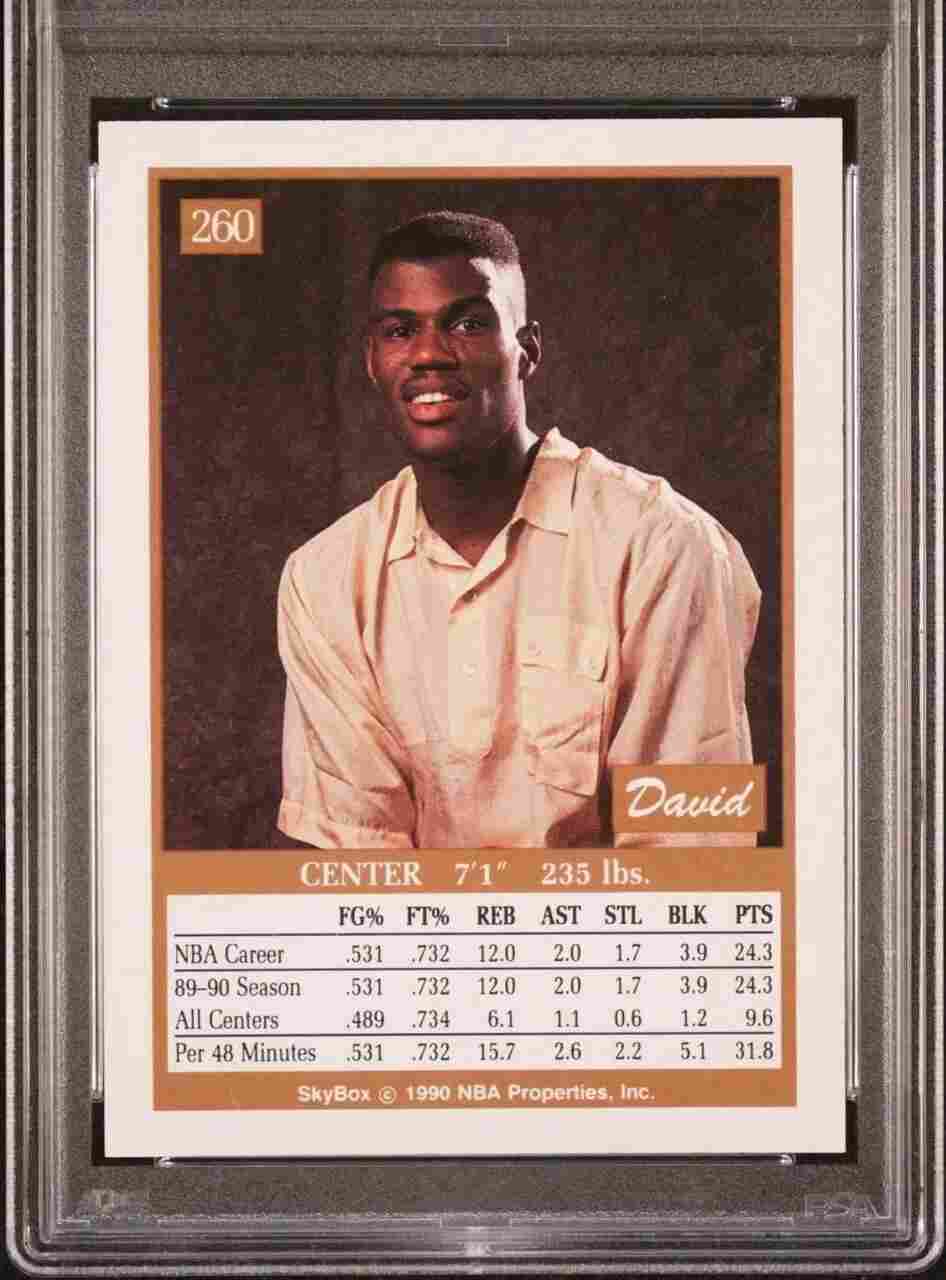 260
David
CENTER 7'1" 235 lbs.
FG% FT% REB AST STL BLK PTS
NBA Career .531 .732 12.0 2.0 1.7 3.9 24.3
89–90 Season .531 .732 12.0 2.0 1.7 3.9 24.3
All Centers .489 .734 6.1 1.1 0.6 1.2 9.6
Per 48 Minutes .531 .732 15.7 2.6 2.2 5.1 31.8
SkyBox © 1990 NBA Properties, Inc.
PSA